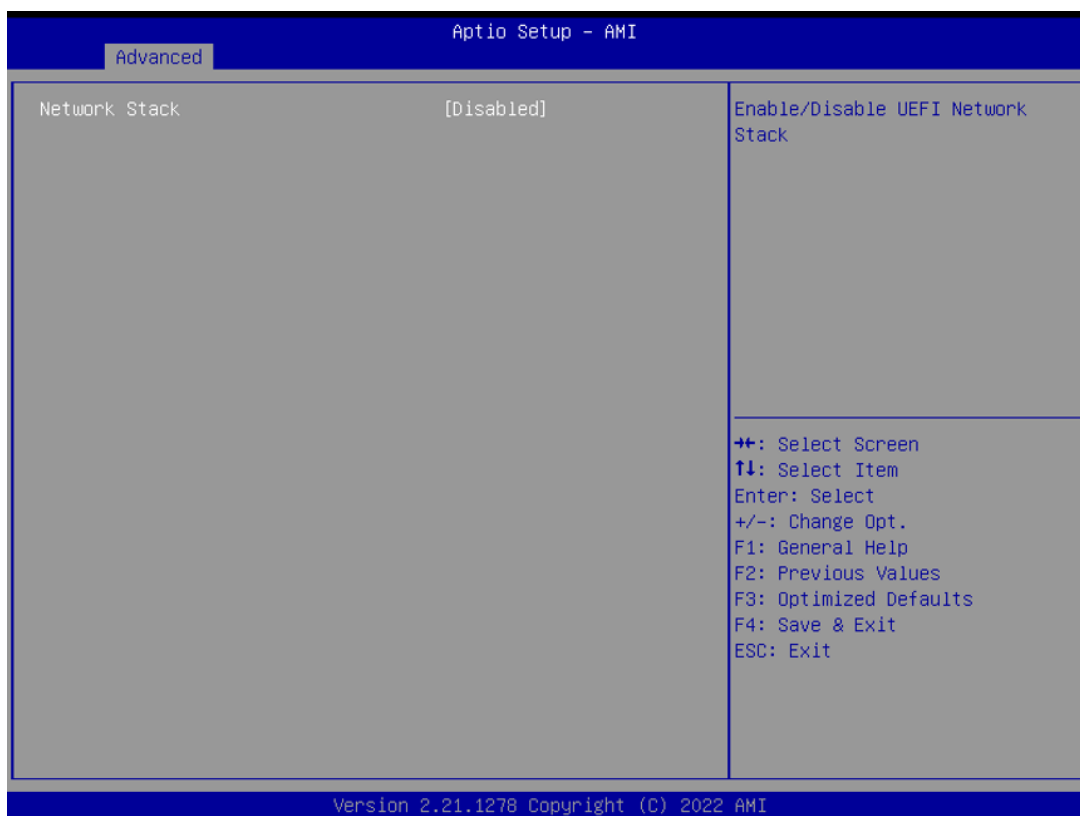 Aptio Setup – AMI
Advanced
Network Stack [Disabled]
Enable/Disable UEFI Network
Stack
→←: Select Screen
↑↓: Select Item
Enter: Select
+/-: Change Opt.
F1: General Help
F2: Previous Values
F3: Optimized Defaults
F4: Save & Exit
ESC: Exit
Version 2.21.1278 Copyright (C) 2022 AMI